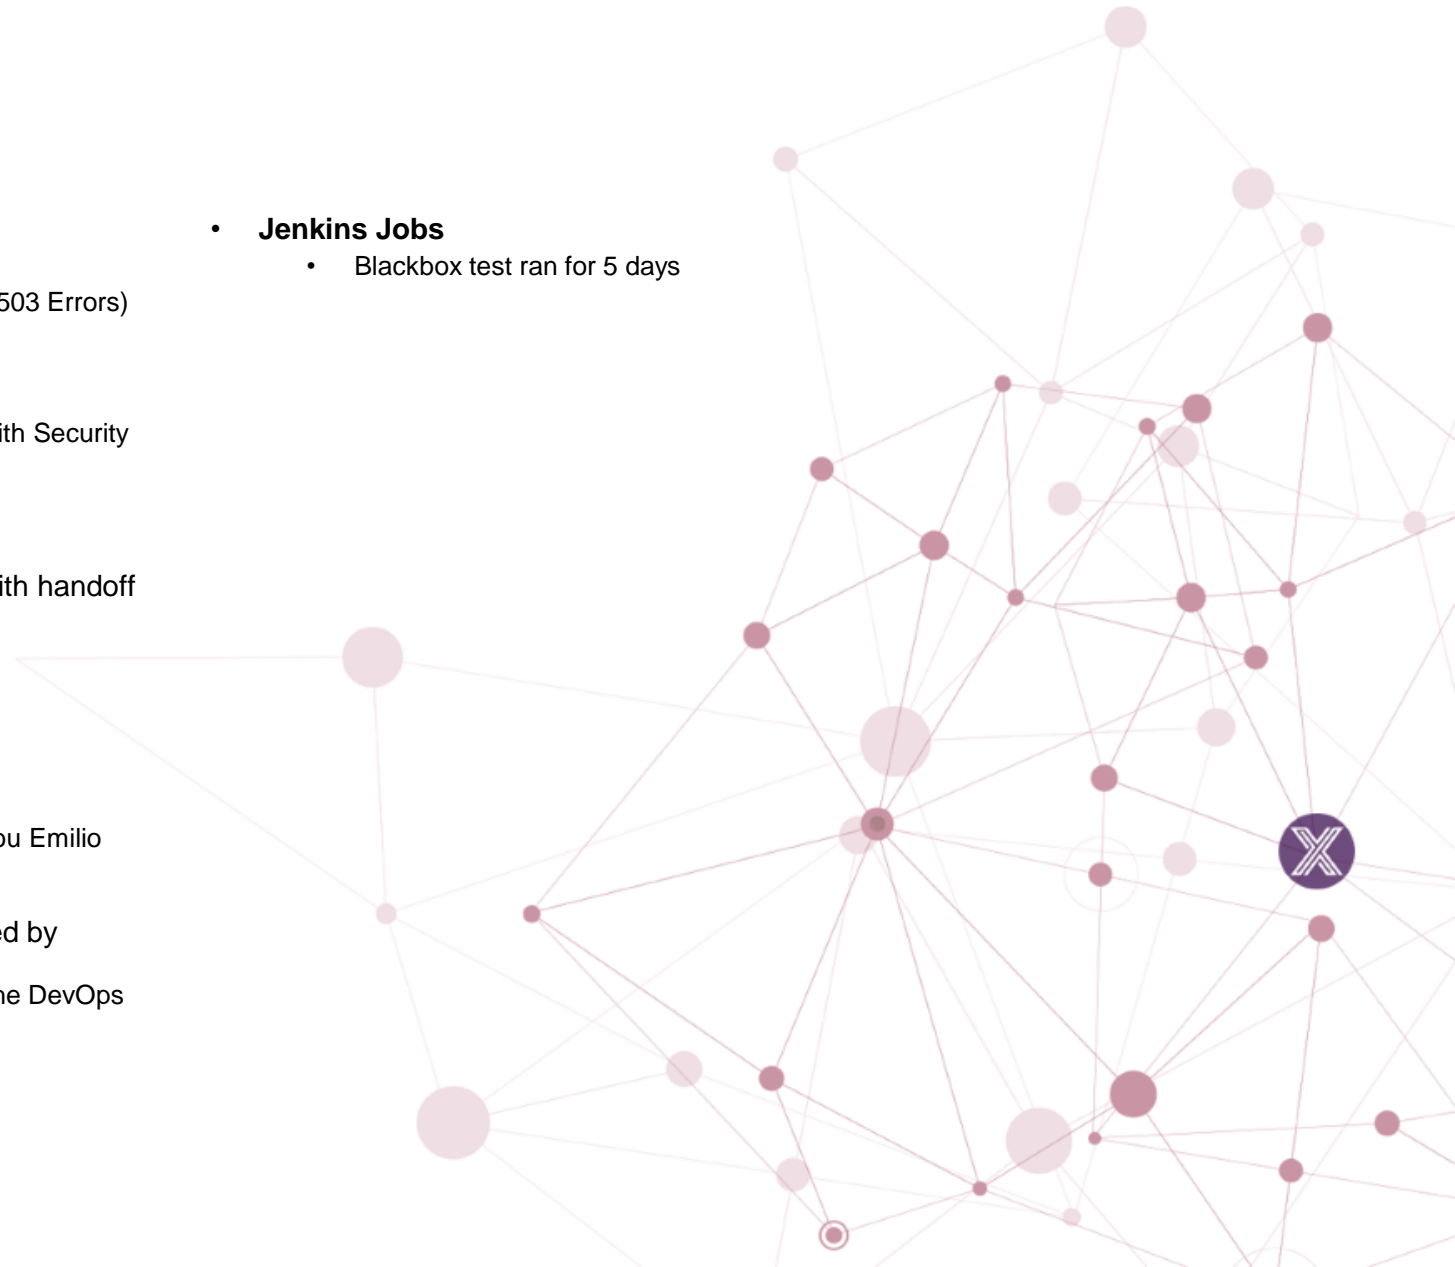 503 Errors)
ith Security
ith handoff
ou Emilio
ed by
ne DevOps
• Jenkins Jobs
• Blackbox test ran for 5 days